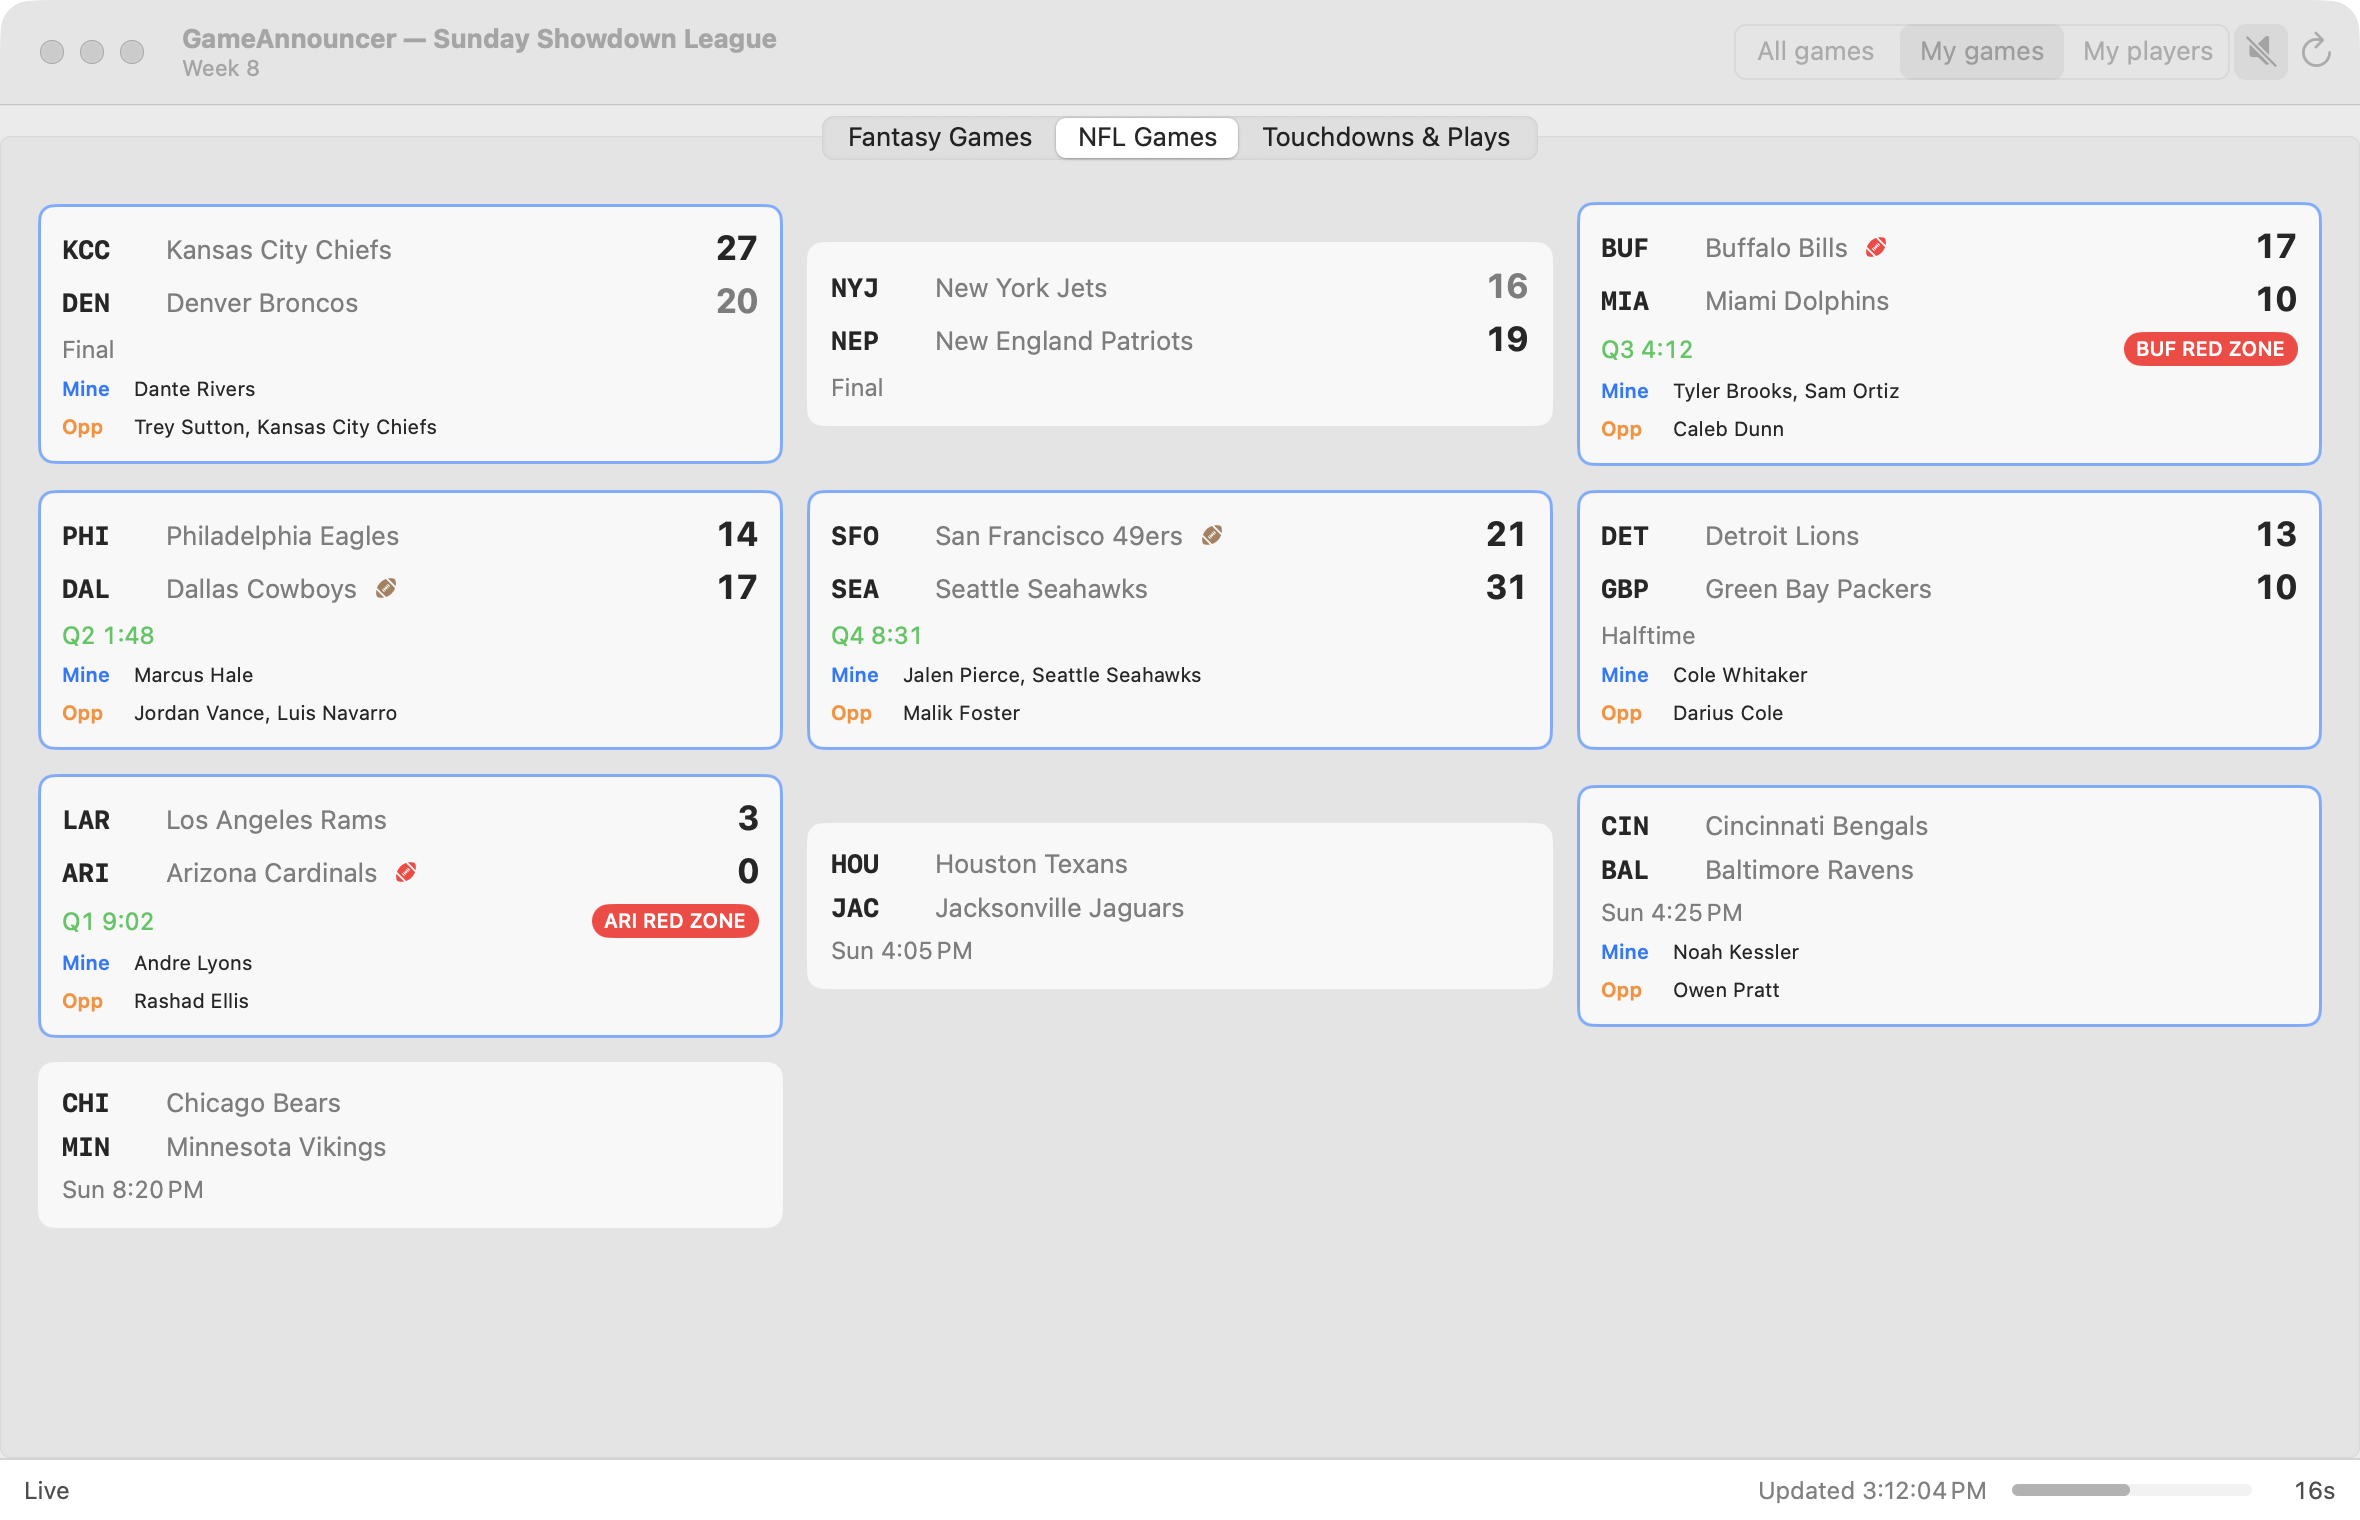 GameAnnouncer — Sunday Showdown League
Week 8
All games My games My players
Fantasy Games NFL Games Touchdowns & Plays
KCC Kansas City Chiefs 27
DEN Denver Broncos 20
Final
Mine Dante Rivers
Opp Trey Sutton, Kansas City Chiefs
NYJ New York Jets 16
NEP New England Patriots 19
Final
BUF Buffalo Bills 17
MIA Miami Dolphins 10
Q3 4:12 BUF RED ZONE
Mine Tyler Brooks, Sam Ortiz
Opp Caleb Dunn
PHI Philadelphia Eagles 14
DAL Dallas Cowboys 17
Q2 1:48
Mine Marcus Hale
Opp Jordan Vance, Luis Navarro
SFO San Francisco 49ers 21
SEA Seattle Seahawks 31
Q4 8:31
Mine Jalen Pierce, Seattle Seahawks
Opp Malik Foster
DET Detroit Lions 13
GBP Green Bay Packers 10
Halftime
Mine Cole Whitaker
Opp Darius Cole
LAR Los Angeles Rams 3
ARI Arizona Cardinals 0
Q1 9:02 ARI RED ZONE
Mine Andre Lyons
Opp Rashad Ellis
HOU Houston Texans
JAC Jacksonville Jaguars
Sun 4:05 PM
CIN Cincinnati Bengals
BAL Baltimore Ravens
Sun 4:25 PM
Mine Noah Kessler
Opp Owen Pratt
CHI Chicago Bears
MIN Minnesota Vikings
Sun 8:20 PM
Live Updated 3:12:04 PM 16s